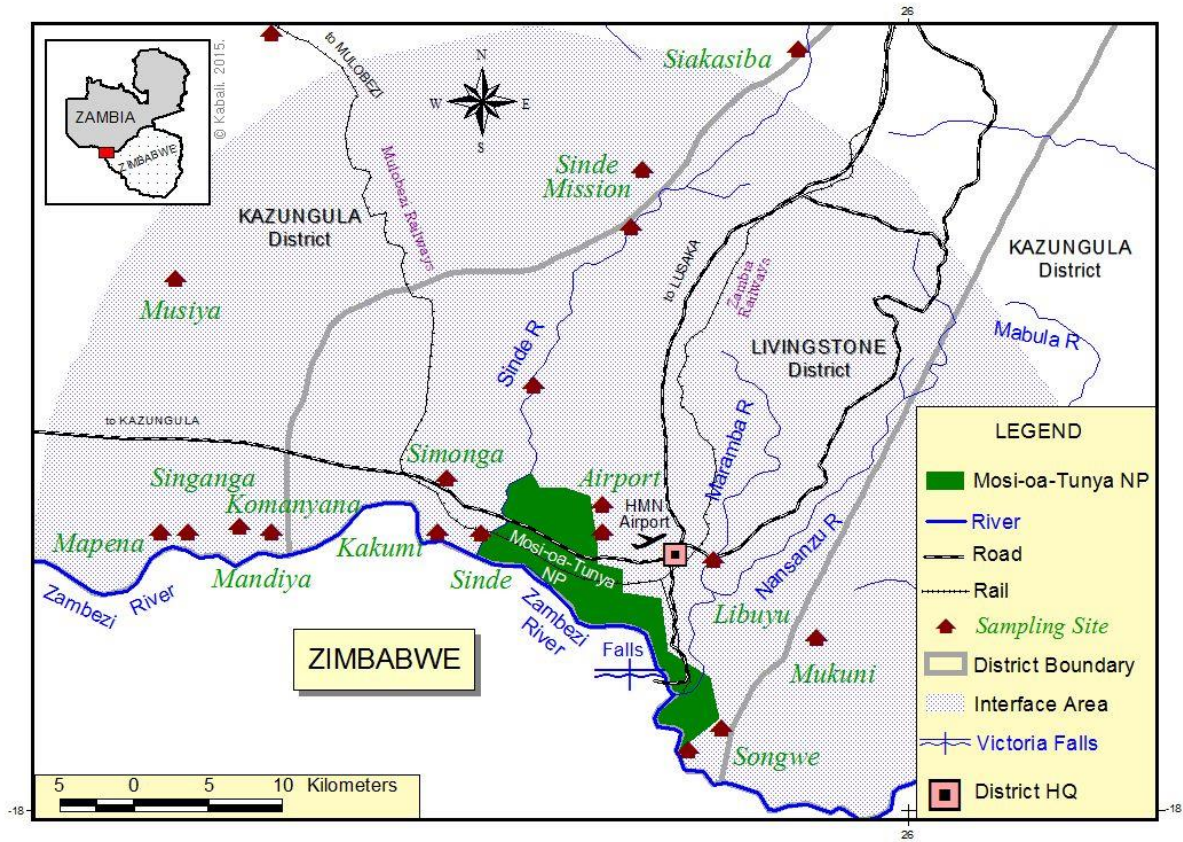 26
to MULOBEZI
© Kabali. 2015.
ZAMBIA
ZIMBABWE
N
W
E
S
Siakasiba
Sinde
Mission
Mulobezi Railways
KAZUNGULA
District
to LUSAKA
Zambia
Railways
KAZUNGULA
District
Musiya
Sinde R
Mabula R
LIVINGSTONE
District
to KAZUNGULA
Maramba R
Simonga
Singanga
Airport
Komanyana
HMN
Airport
Nansanzu R
Mapena
Kakumi
Mosi-oa-Tunya
NP
Mandiya
Sinde
Zambezi River
Zambezi
River
Libuyu
Falls
ZIMBABWE
Mukuni
Songwe
LEGEND
Mosi-oa-Tunya NP
River
Road
Rail
Sampling Site
District Boundary
Interface Area
Victoria Falls
District HQ
5 0 5 10 Kilometers
-18
-18
26